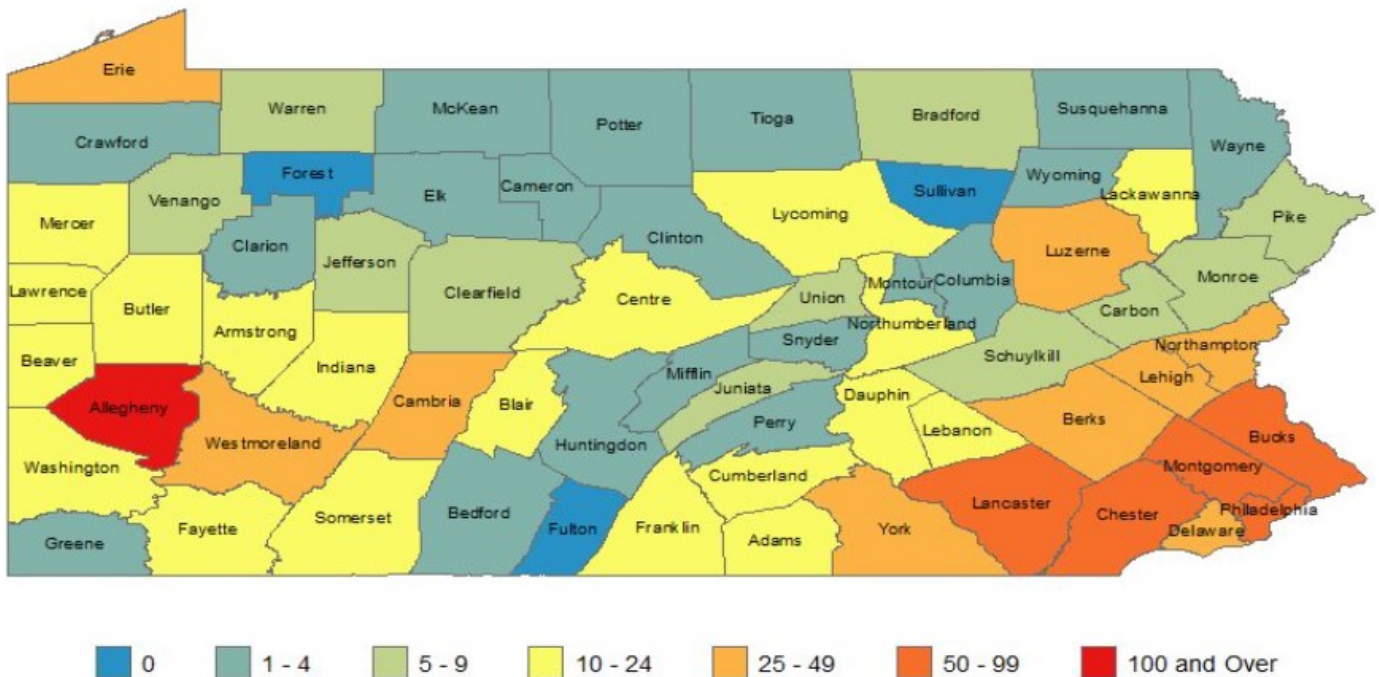 Erie
Warren
McKean
Potter
Tioga
Bradford
Susquehanna
Wayne
Crawford
Forest
Elk
Cameron
Sullivan
Wyoming
Lackawanna
Venango
Mercer
Clarion
Lycoming
Pike
Clinton
Luzerne
Jefferson
Monroe
Lawrence
Butler
Clearfield
Centre
Union
Montour
Columbia
Carbon
Armstrong
Northumberland
Beaver
Snyder
Schuylkill
Northampton
Indiana
Mifflin
Lehigh
Allegheny
Cambria
Blair
Juniata
Dauphin
Perry
Berks
Bucks
Westmoreland
Huntingdon
Lebanon
Washington
Cumberland
Montgomery
Lancaster
Philadelphia
Somerset
Bedford
Fulton
Franklin
Adams
York
Chester
Delaware
Fayette
Greene
0
1 - 4
5 - 9
10 - 24
25 - 49
50 - 99
100 and Over